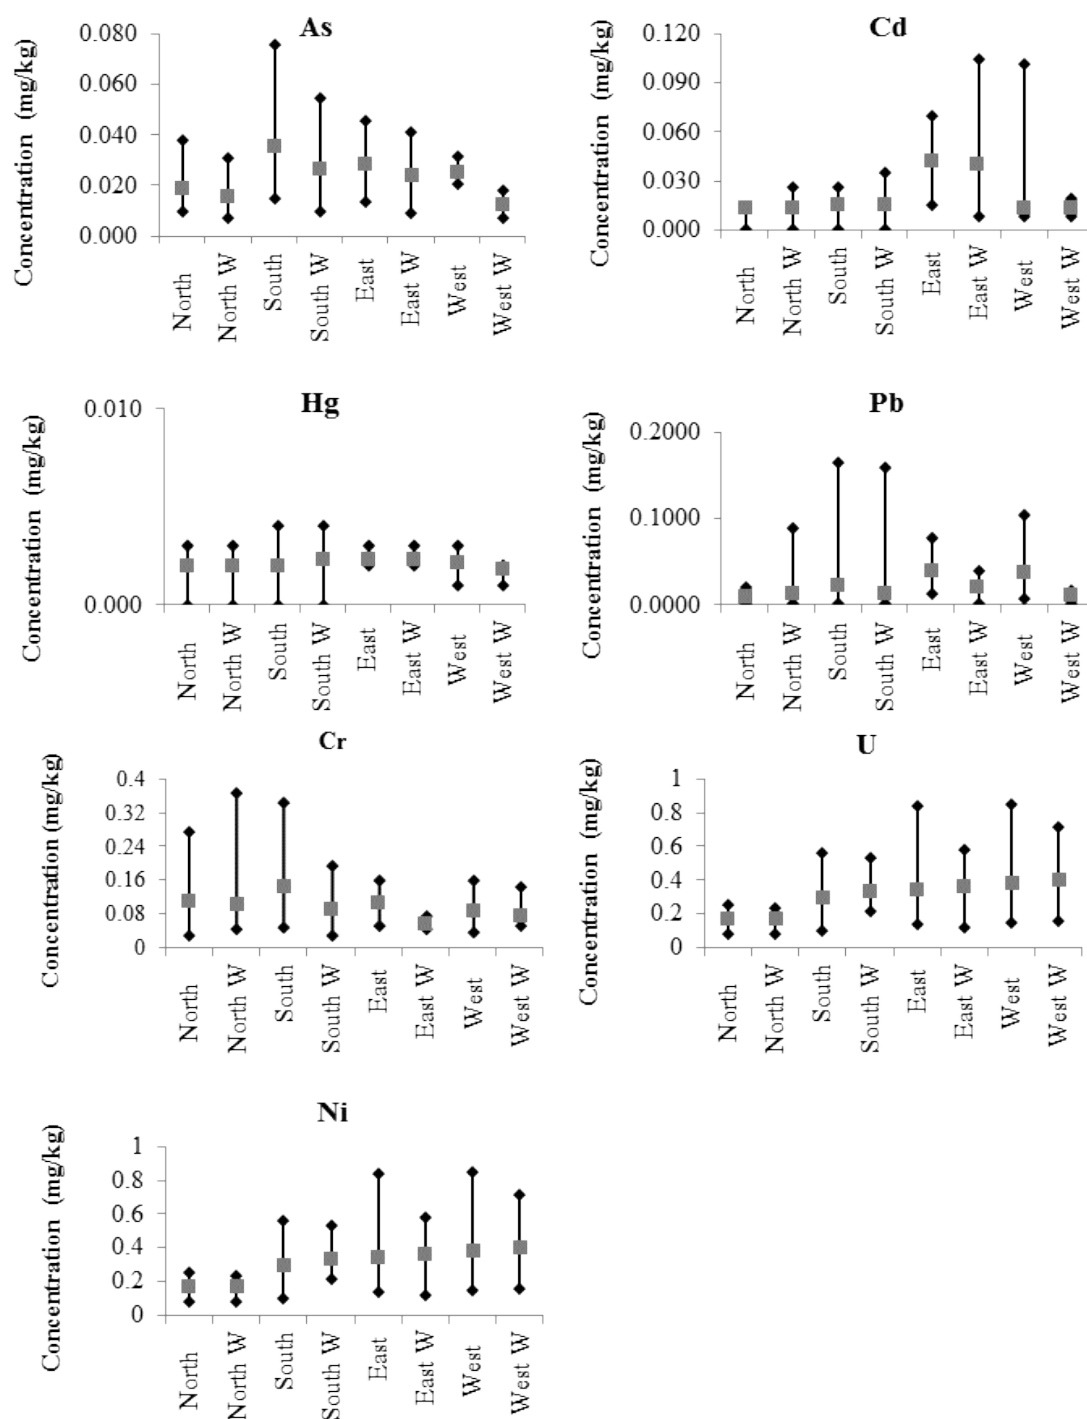 As
Concentration (mg/kg)
0.080
0.060
0.040
0.020
0.000
North
North W
South
South W
East
East W
West
West W
Cd
Concentration (mg/kg)
0.120
0.090
0.060
0.030
0.000
North
North W
South
South W
East
East W
West
West W
Hg
Concentration (mg/kg)
0.010
0.000
North
North W
South
South W
East
East W
West
West W
Pb
Concentration (mg/kg)
0.2000
0.1000
0.0000
North
North W
South
South W
East
East W
West
West W
Cr
Concentration (mg/kg)
0.4
0.32
0.24
0.16
0.08
0
North
North W
South
South W
East
East W
West
West W
U
Concentration (mg/kg)
1
0.8
0.6
0.4
0.2
0
North
North W
South
South W
East
East W
West
West W
Ni
Concentration (mg/kg)
1
0.8
0.6
0.4
0.2
0
North
North W
South
South W
East
East W
West
West W